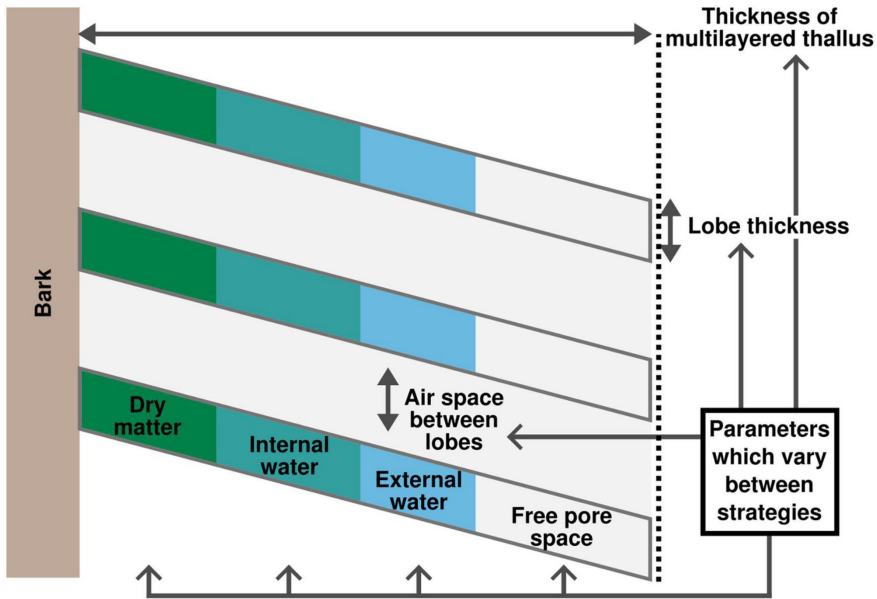 Thickness of
multilayered thallus
Lobe thickness
Bark
Air space
between
lobes
Dry
matter
Internal
water
External
water
Free pore
space
Parameters
which vary
between
strategies